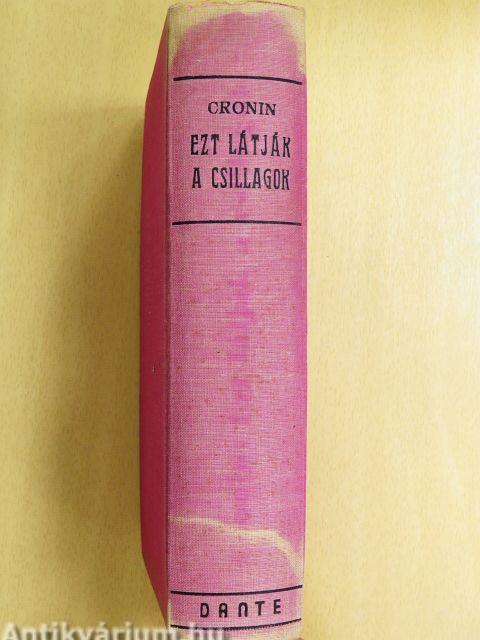 CRONIN
EZT LÁTJÁK
A CSILLAGOK
DANTE
Antikvárium.hu